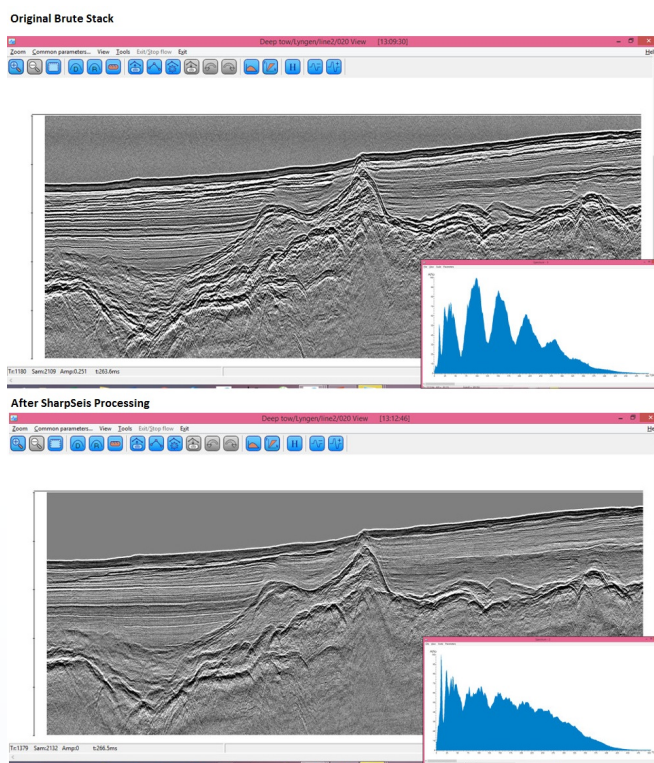 Original Brute Stack
Deep tow/Lyngen/line2/020 View [13:09:30]
Zoom Common parameters... View Tools Exit/Stop flow Exit Hel
Tr:1180 Sam:2109 Amp:0.251 t:263.6ms
After SharpSeis Processing
Deep tow/Lyngen/line2/020 View [13:12:46]
Zoom Common parameters... View Tools Exit/Stop flow Exit He
Tr:1379 Sam:2132 Amp:0 t:266.5ms